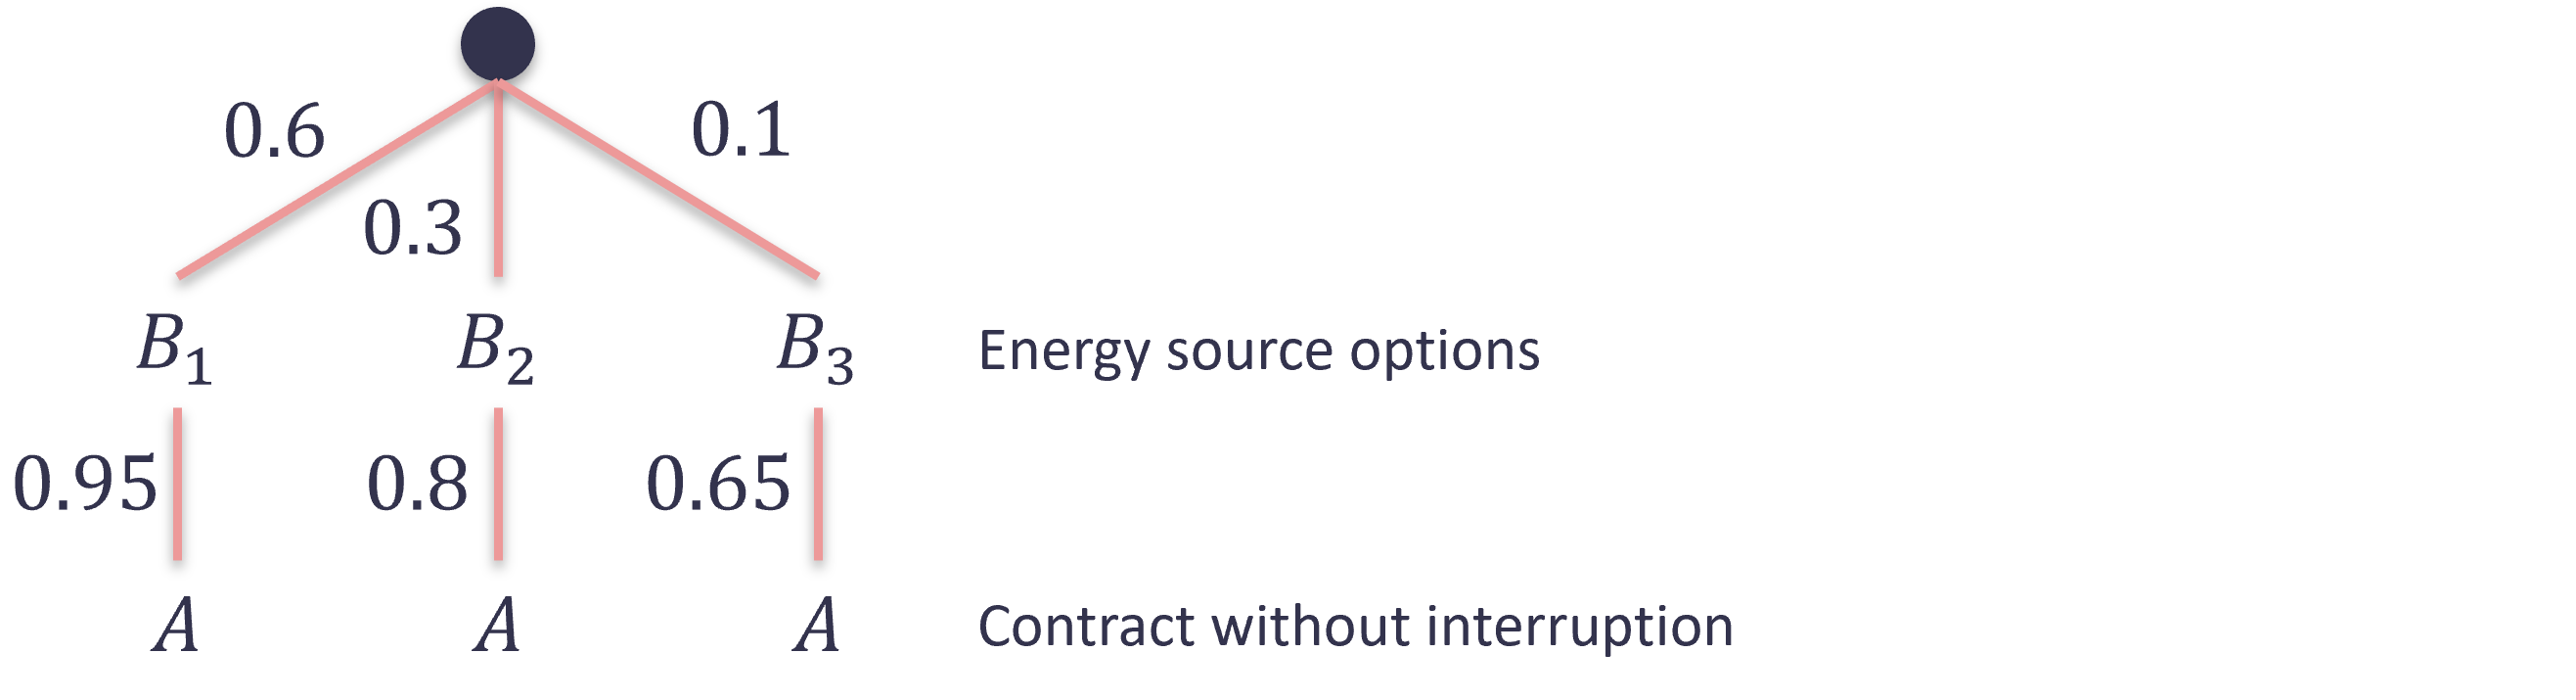 0.6 0.1
0.3
B₁ B₂ B₃ Energy source options
0.95 0.8 0.65
A A A Contract without interruption